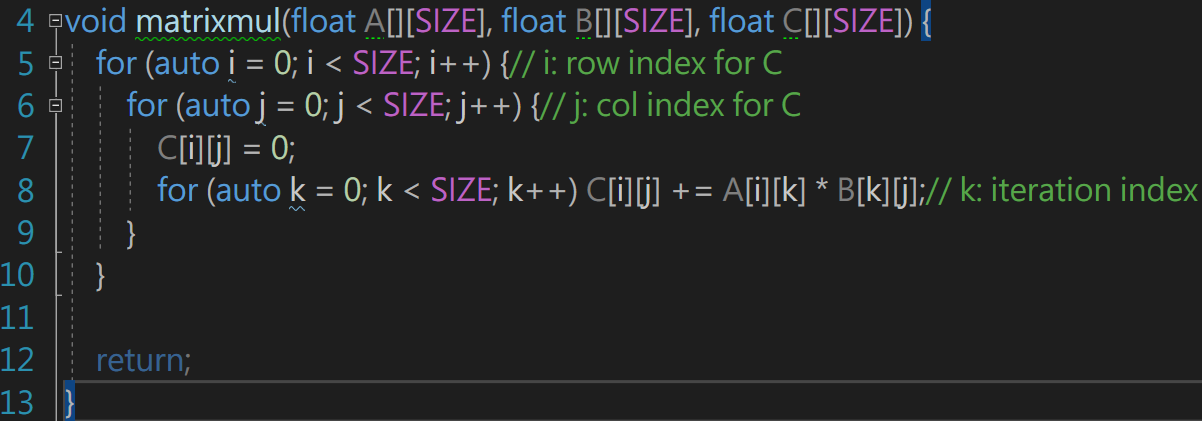 4 void matrixmul(float A[][SIZE], float B[][SIZE], float C[][SIZE]) {
5 for (auto i = 0; i < SIZE; i++) {// i: row index for C
6 for (auto j = 0; j < SIZE; j++) {// j: col index for C
7 C[i][j] = 0;
8 for (auto k = 0; k < SIZE; k++) C[i][j] += A[i][k] * B[k][j];// k: iteration index
9 }
10 }
11
12 return;
13 }